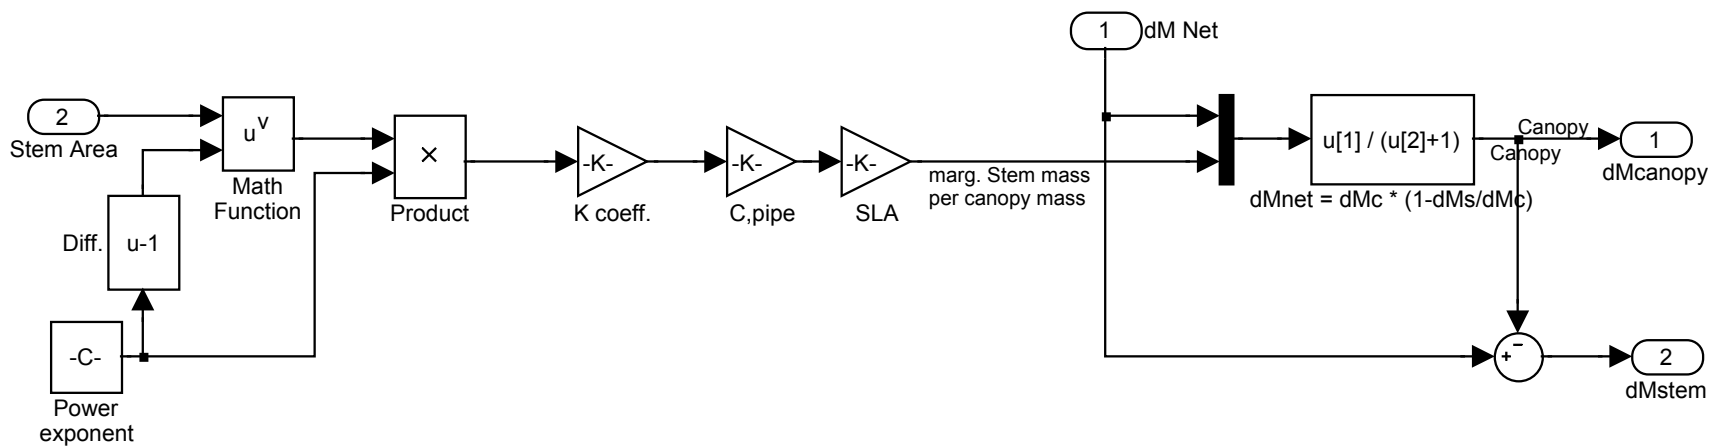 1
dM Net
2
Stem Area
u^v
Math
Function
×
Product
-K-
K coeff.
-K-
C,pipe
-K-
SLA
marg. Stem mass
per canopy mass
u[1] / (u[2]+1)
dMnet = dMc * (1-dMs/dMc)
Canopy
Canopy
1
dMcanopy
Diff.
u-1
-C-
Power
exponent
+
−
2
dMstem